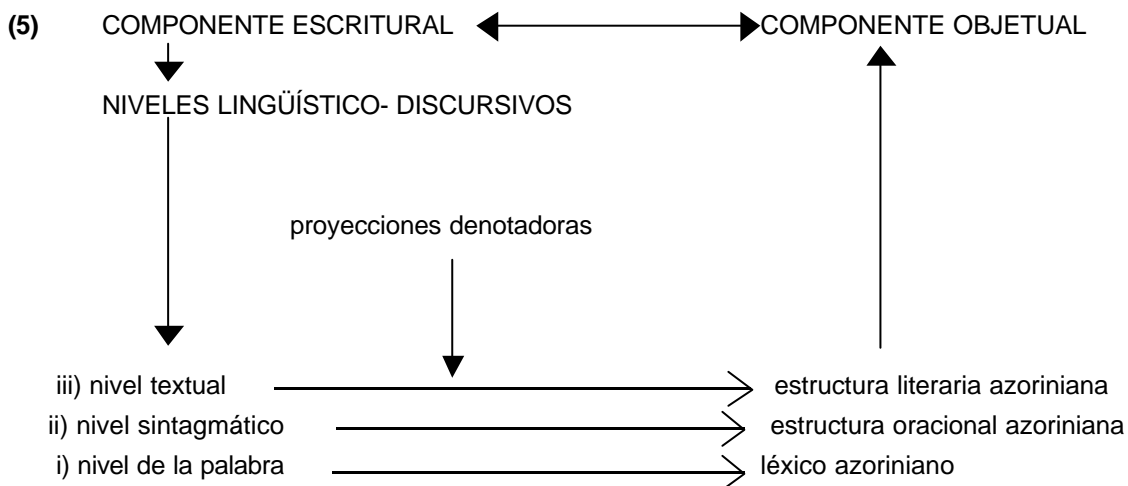 (5) COMPONENTE ESCRITURAL COMPONENTE OBJETUAL
NIVELES LINGÜÍSTICO- DISCURSIVOS
proyecciones denotadoras
iii) nivel textual estructura literaria azoriniana
ii) nivel sintagmático estructura oracional azoriniana
i) nivel de la palabra léxico azoriniano